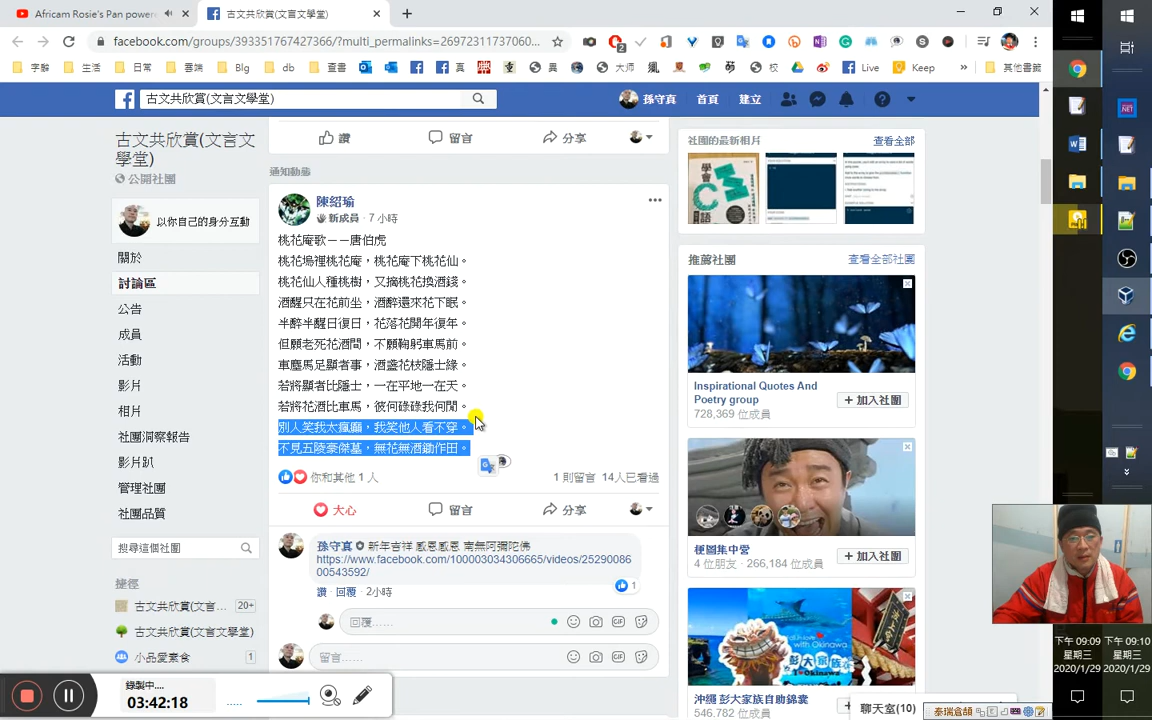 Africam Rosie's Pan power
古文共欣賞(文言文學堂)
facebook.com/groups/393351767427366/?multi_permalinks=26972311737060...
字辭
生活
日常
雲端
Blg
db
查書
真
異
大师
校
Live
Keep
其他書籤
古文共欣賞(文言文學堂)
孫守真
首頁
建立
古文共欣賞(文言文學堂)
公開社團
以你自己的身分互動
關於
討論區
公告
成員
活動
影片
相片
社團洞察報告
影片趴
管理社團
社團品質
搜尋這個社團
捷徑
古文共欣賞(文言...
20+
古文共欣賞(文言文學堂)
小品愛素食
1
讚
留言
分享
通知動態
陳紹瑜
新成員 · 7 小時
桃花庵歌－－唐伯虎
桃花塢裡桃花庵，桃花庵下桃花仙。
桃花仙人種桃樹，又摘桃花換酒錢。
酒醒只在花前坐，酒醉還來花下眠。
半醉半醒日復日，花落花開年復年。
但願老死花酒間，不願鞠躬車馬前。
車塵馬足顯者事，酒盞花枝隱士緣。
若將顯者比隱士，一在平地一在天。
若將花酒比車馬，彼何碌碌我何閒。
別人笑我太瘋癲，我笑他人看不穿。
不見五陵豪傑墓，無花無酒鋤作田。
你和其他 1 人
1 則留言
14人已看過
大心
留言
分享
孫守真 新年吉祥 感恩感恩 南無阿彌陀佛
https://www.facebook.com/100003034306665/videos/2529008600543592/
1
讚 · 回覆 · 2小時
回覆......
留言......
社團的最新相片
查看全部
推薦社團
查看全部社團
Inspirational Quotes And Poetry group
728,369 位成員
加入社團
梗圖集中營
4 位朋友 · 266,184 位成員
加入社團
沖繩 彭大家族自助錦囊
546,782 位成員
聊天室(10)
錄製中....
03:42:18
下午 09:09
星期三
2020/1/29
下午 09:10
星期三
2020/1/29